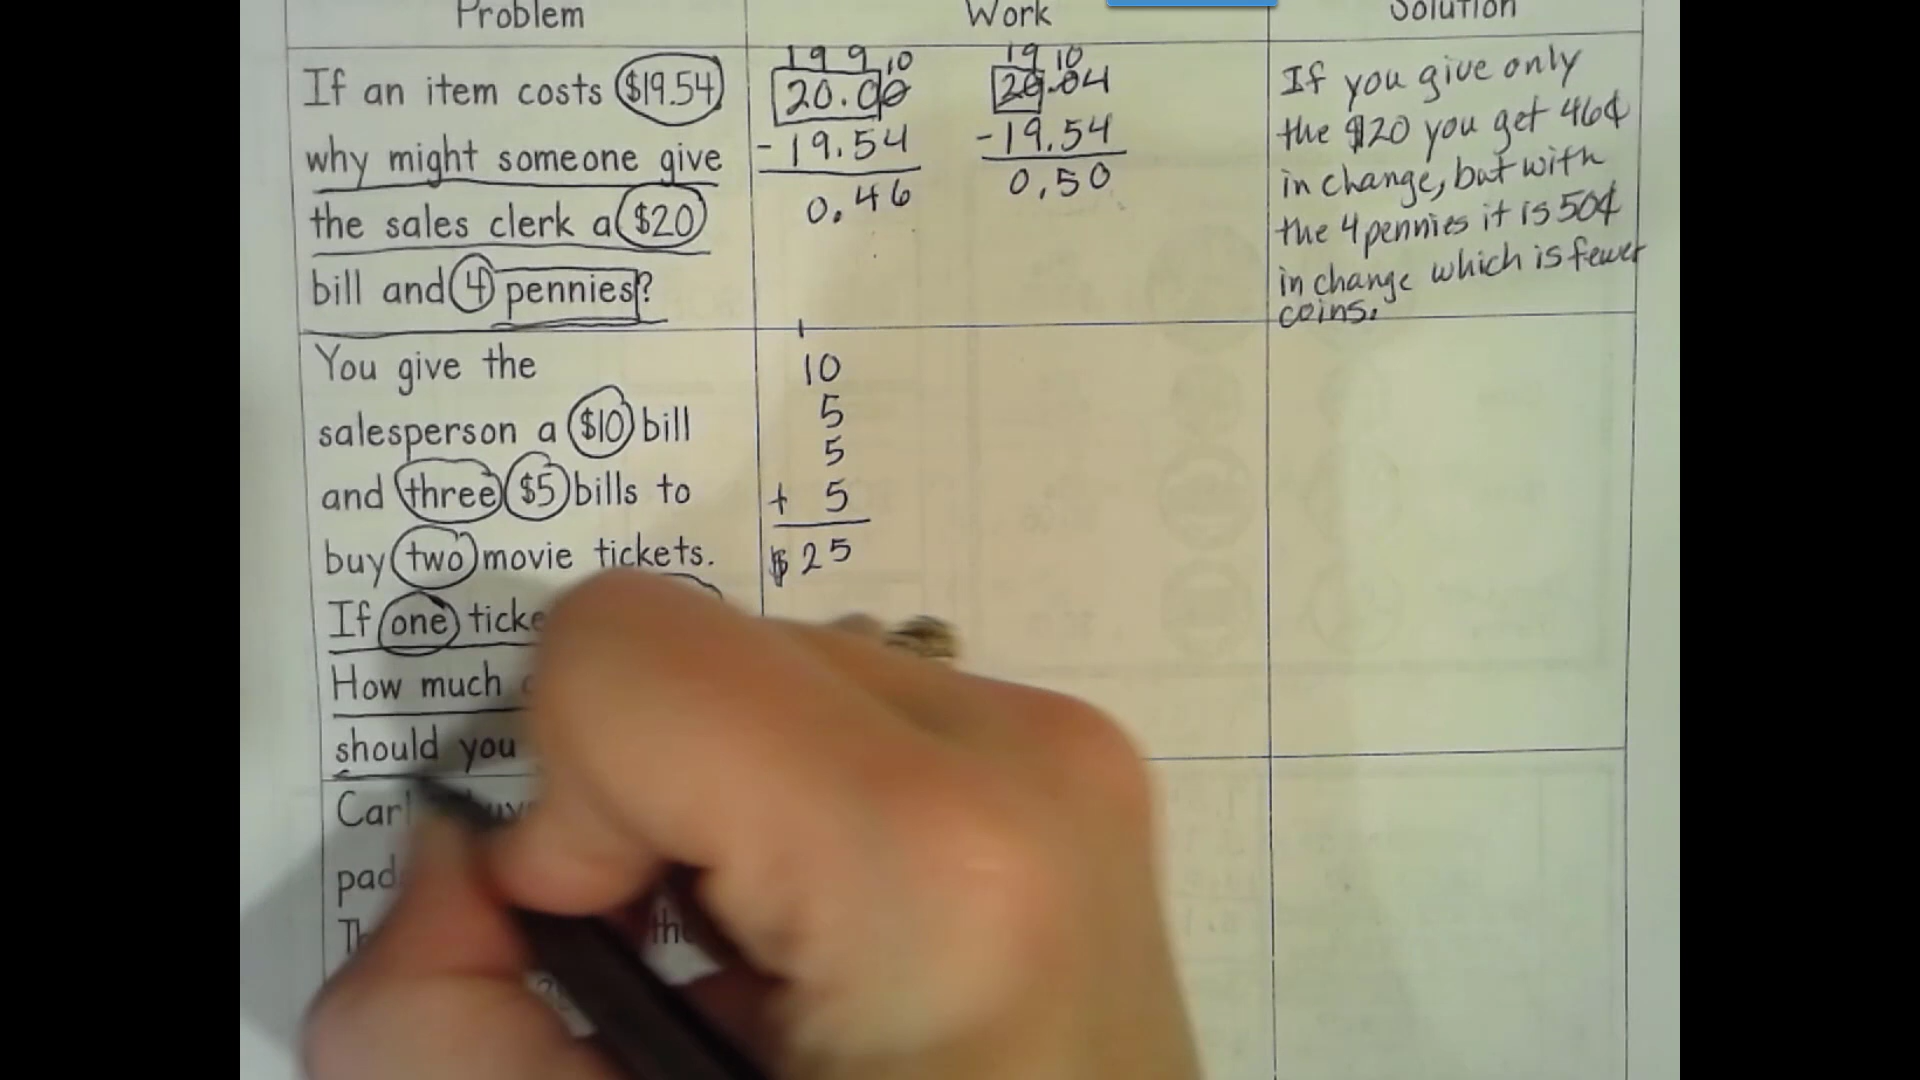 Problem Work Solution
If an item costs $19.54
why might someone give
the sales clerk a $20
bill and 4 pennies?
19 9 10
20.00
- 19.54
0.46
19 10
20.04
- 19.54
0.50
If you give only
the $20 you get 46¢
in change, but with
the 4 pennies it is 50¢
in change which is fewer
coins.
You give the
salesperson a $10 bill
and three $5 bills to
buy two movie tickets.
If one
How much
should you
1
10
5
5
+ 5
$25
the